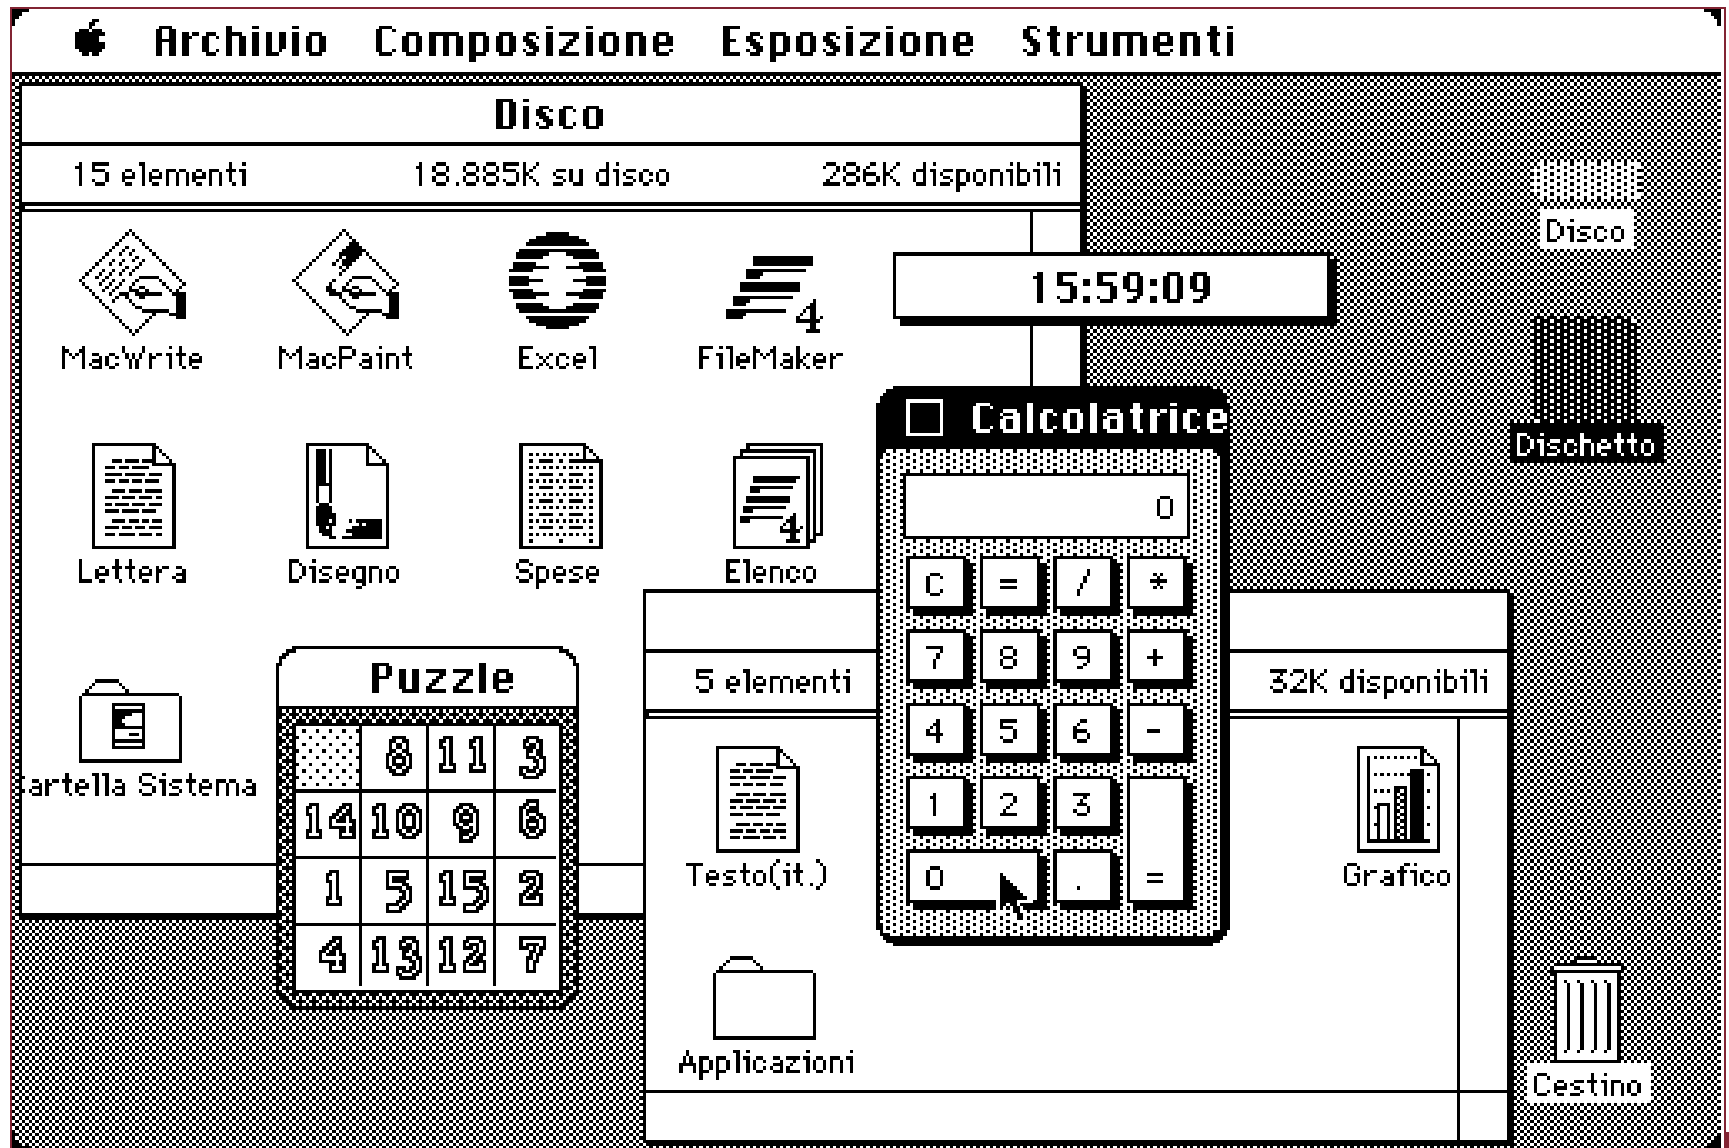 Archivio Composizione Esposizione Strumenti
Disco
15 elementi 18.885K su disco 286K disponibili
Disco
15:59:09
MacWrite MacPaint Excel FileMaker
4
Calcolatrice
Dischetto
0
4
Lettera Disegno Spese Elenco
C = / *
7 8 9 +
5 elementi 32K disponibili
4 5 6 -
1 2 3
0 . =
Puzzle
8 11 3
14 10 9 6
1 5 15 2
4 13 12 7
artella Sistema
Testo(it.) Grafico
Applicazioni
Cestino